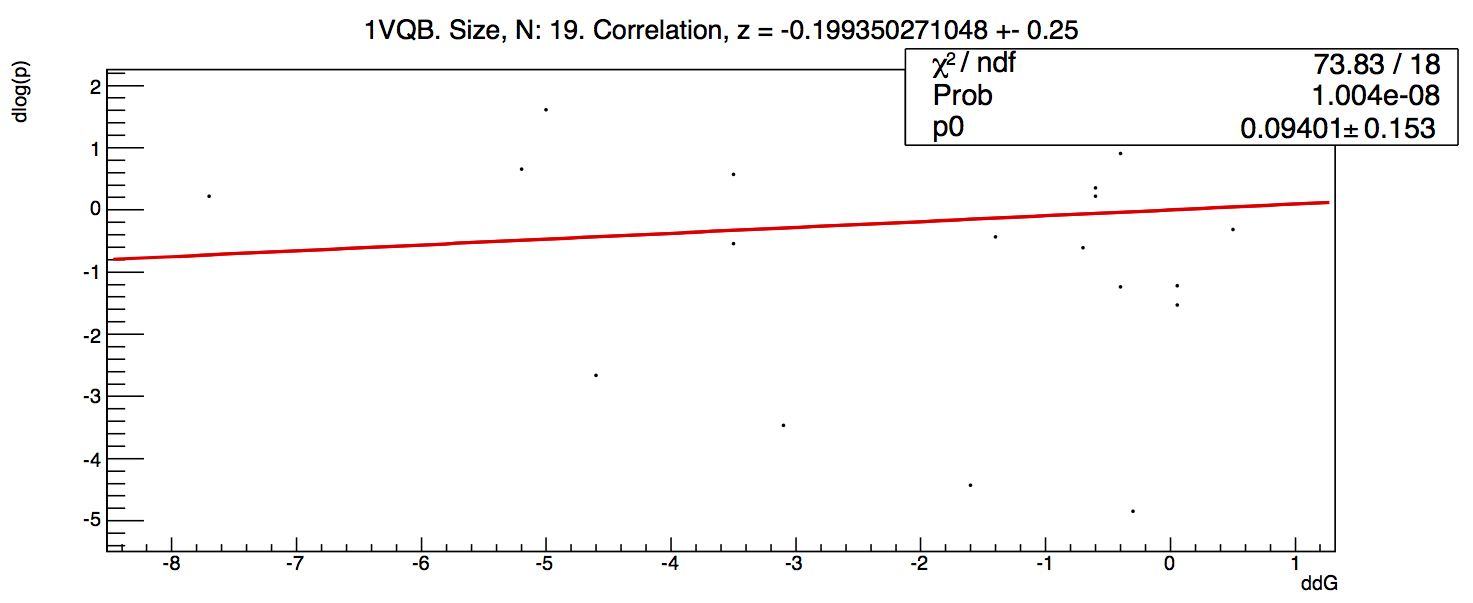 1VQB. Size, N: 19. Correlation, z = -0.199350271048 +- 0.25
χ² / ndf 73.83 / 18
Prob 1.004e-08
p0 0.09401± 0.153
dlog(p)
2
1
0
-1
-2
-3
-4
-5
-8 -7 -6 -5 -4 -3 -2 -1 0 1
ddG